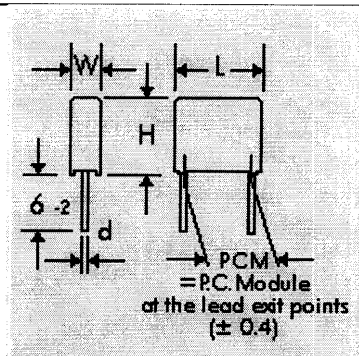 W
L
H
6 -2
d
PCM
=P.C. Module
at the lead exit points
(± 0.4)